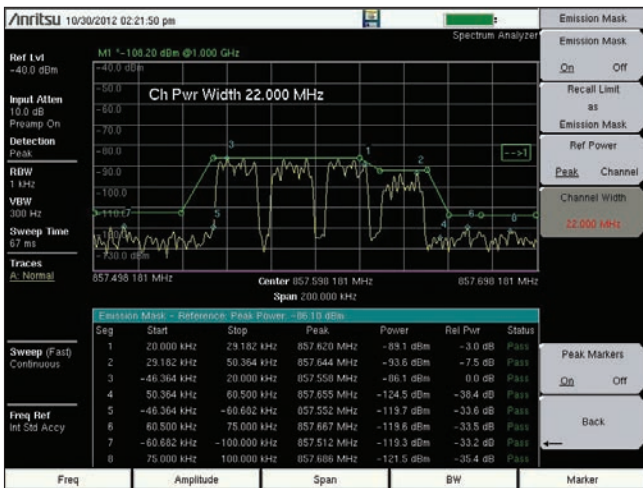 Anritsu 10/30/2012 02:21:50 pm
Spectrum Analyzer
M1 *-108.20 dBm @1.000 GHz
Ref Lvl
-40.0 dBm
Input Atten
10.0 dB
Preamp On
Detection
Peak
RBW
1 kHz
VBW
300 Hz
Sweep Time
67 ms
Traces
A: Normal
Sweep (Fast)
Continuous
Freq Ref
Int Std Accy
-40.0 dBm
-50.0
Ch Pwr Width 22.000 MHz
-60.0
-70.0
-80.0
3
1
-->1
2
-90.0
-100.0
7
5
4
6
8
-130.0 dBm
857.498 181 MHz
Center 857.598 181 MHz
857.698 181 MHz
Span 200.000 kHz
Emission Mask - Reference: Peak Power: -86.10 dBm
Seg Start Stop Peak Power Rel Pwr Status
1 20.000 kHz 29.182 kHz 857.620 MHz -89.1 dBm -3.0 dB Pass
2 29.182 kHz 50.364 kHz 857.644 MHz -93.6 dBm -7.5 dB Pass
3 -46.364 kHz 20.000 kHz 857.558 MHz -86.1 dBm 0.0 dB Pass
4 50.364 kHz 60.500 kHz 857.655 MHz -124.5 dBm -38.4 dB Pass
5 -46.364 kHz -60.682 kHz 857.552 MHz -119.7 dBm -33.6 dB Pass
6 60.500 kHz 75.000 kHz 857.667 MHz -119.6 dBm -33.5 dB Pass
7 -60.682 kHz -100.000 kHz 857.512 MHz -119.3 dBm -33.2 dB Pass
8 75.000 kHz 100.000 kHz 857.686 MHz -121.5 dBm -35.4 dB Pass
Emission Mask
Emission Mask
On Off
Recall Limit
as
Emission Mask
Ref Power
Peak Channel
Channel Width
22.000 MHz
Peak Markers
On Off
Back
Freq Amplitude Span BW Marker